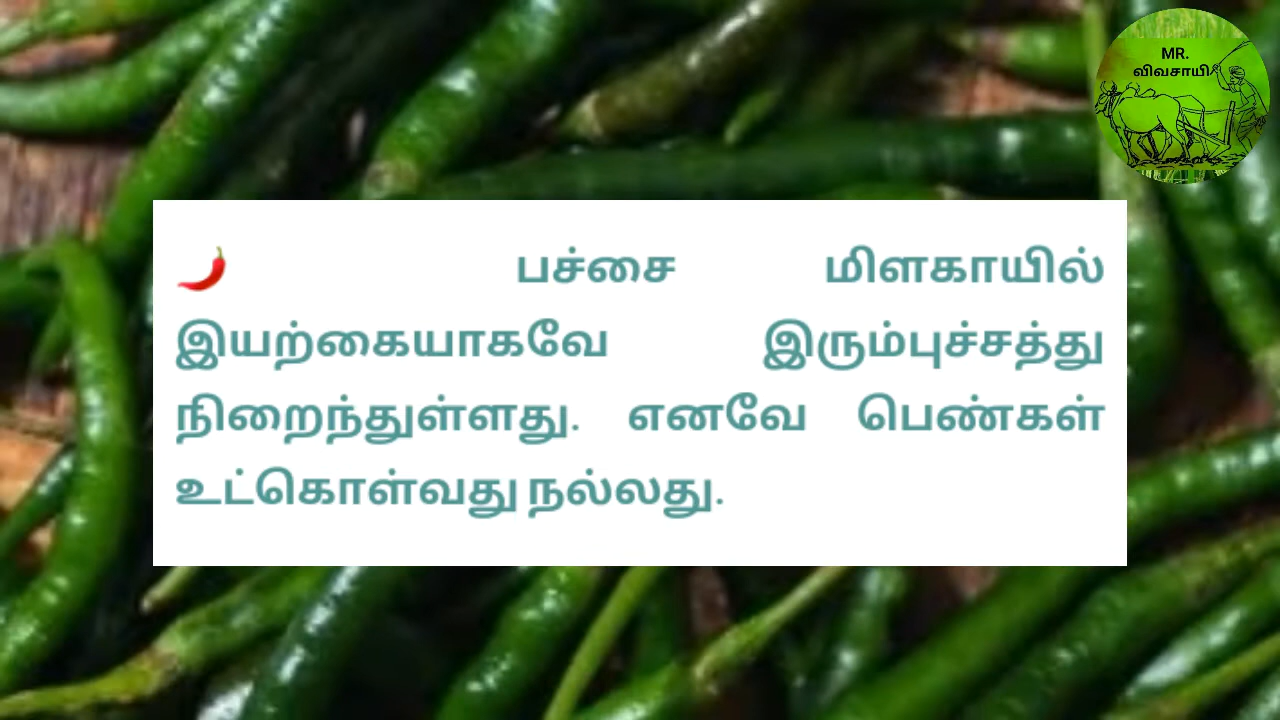 MR.
விவசாயி
🌶 பச்சை மிளகாயில்
இயற்கையாகவே இரும்புச்சத்து
நிறைந்துள்ளது. எனவே பெண்கள்
உட்கொள்வது நல்லது.